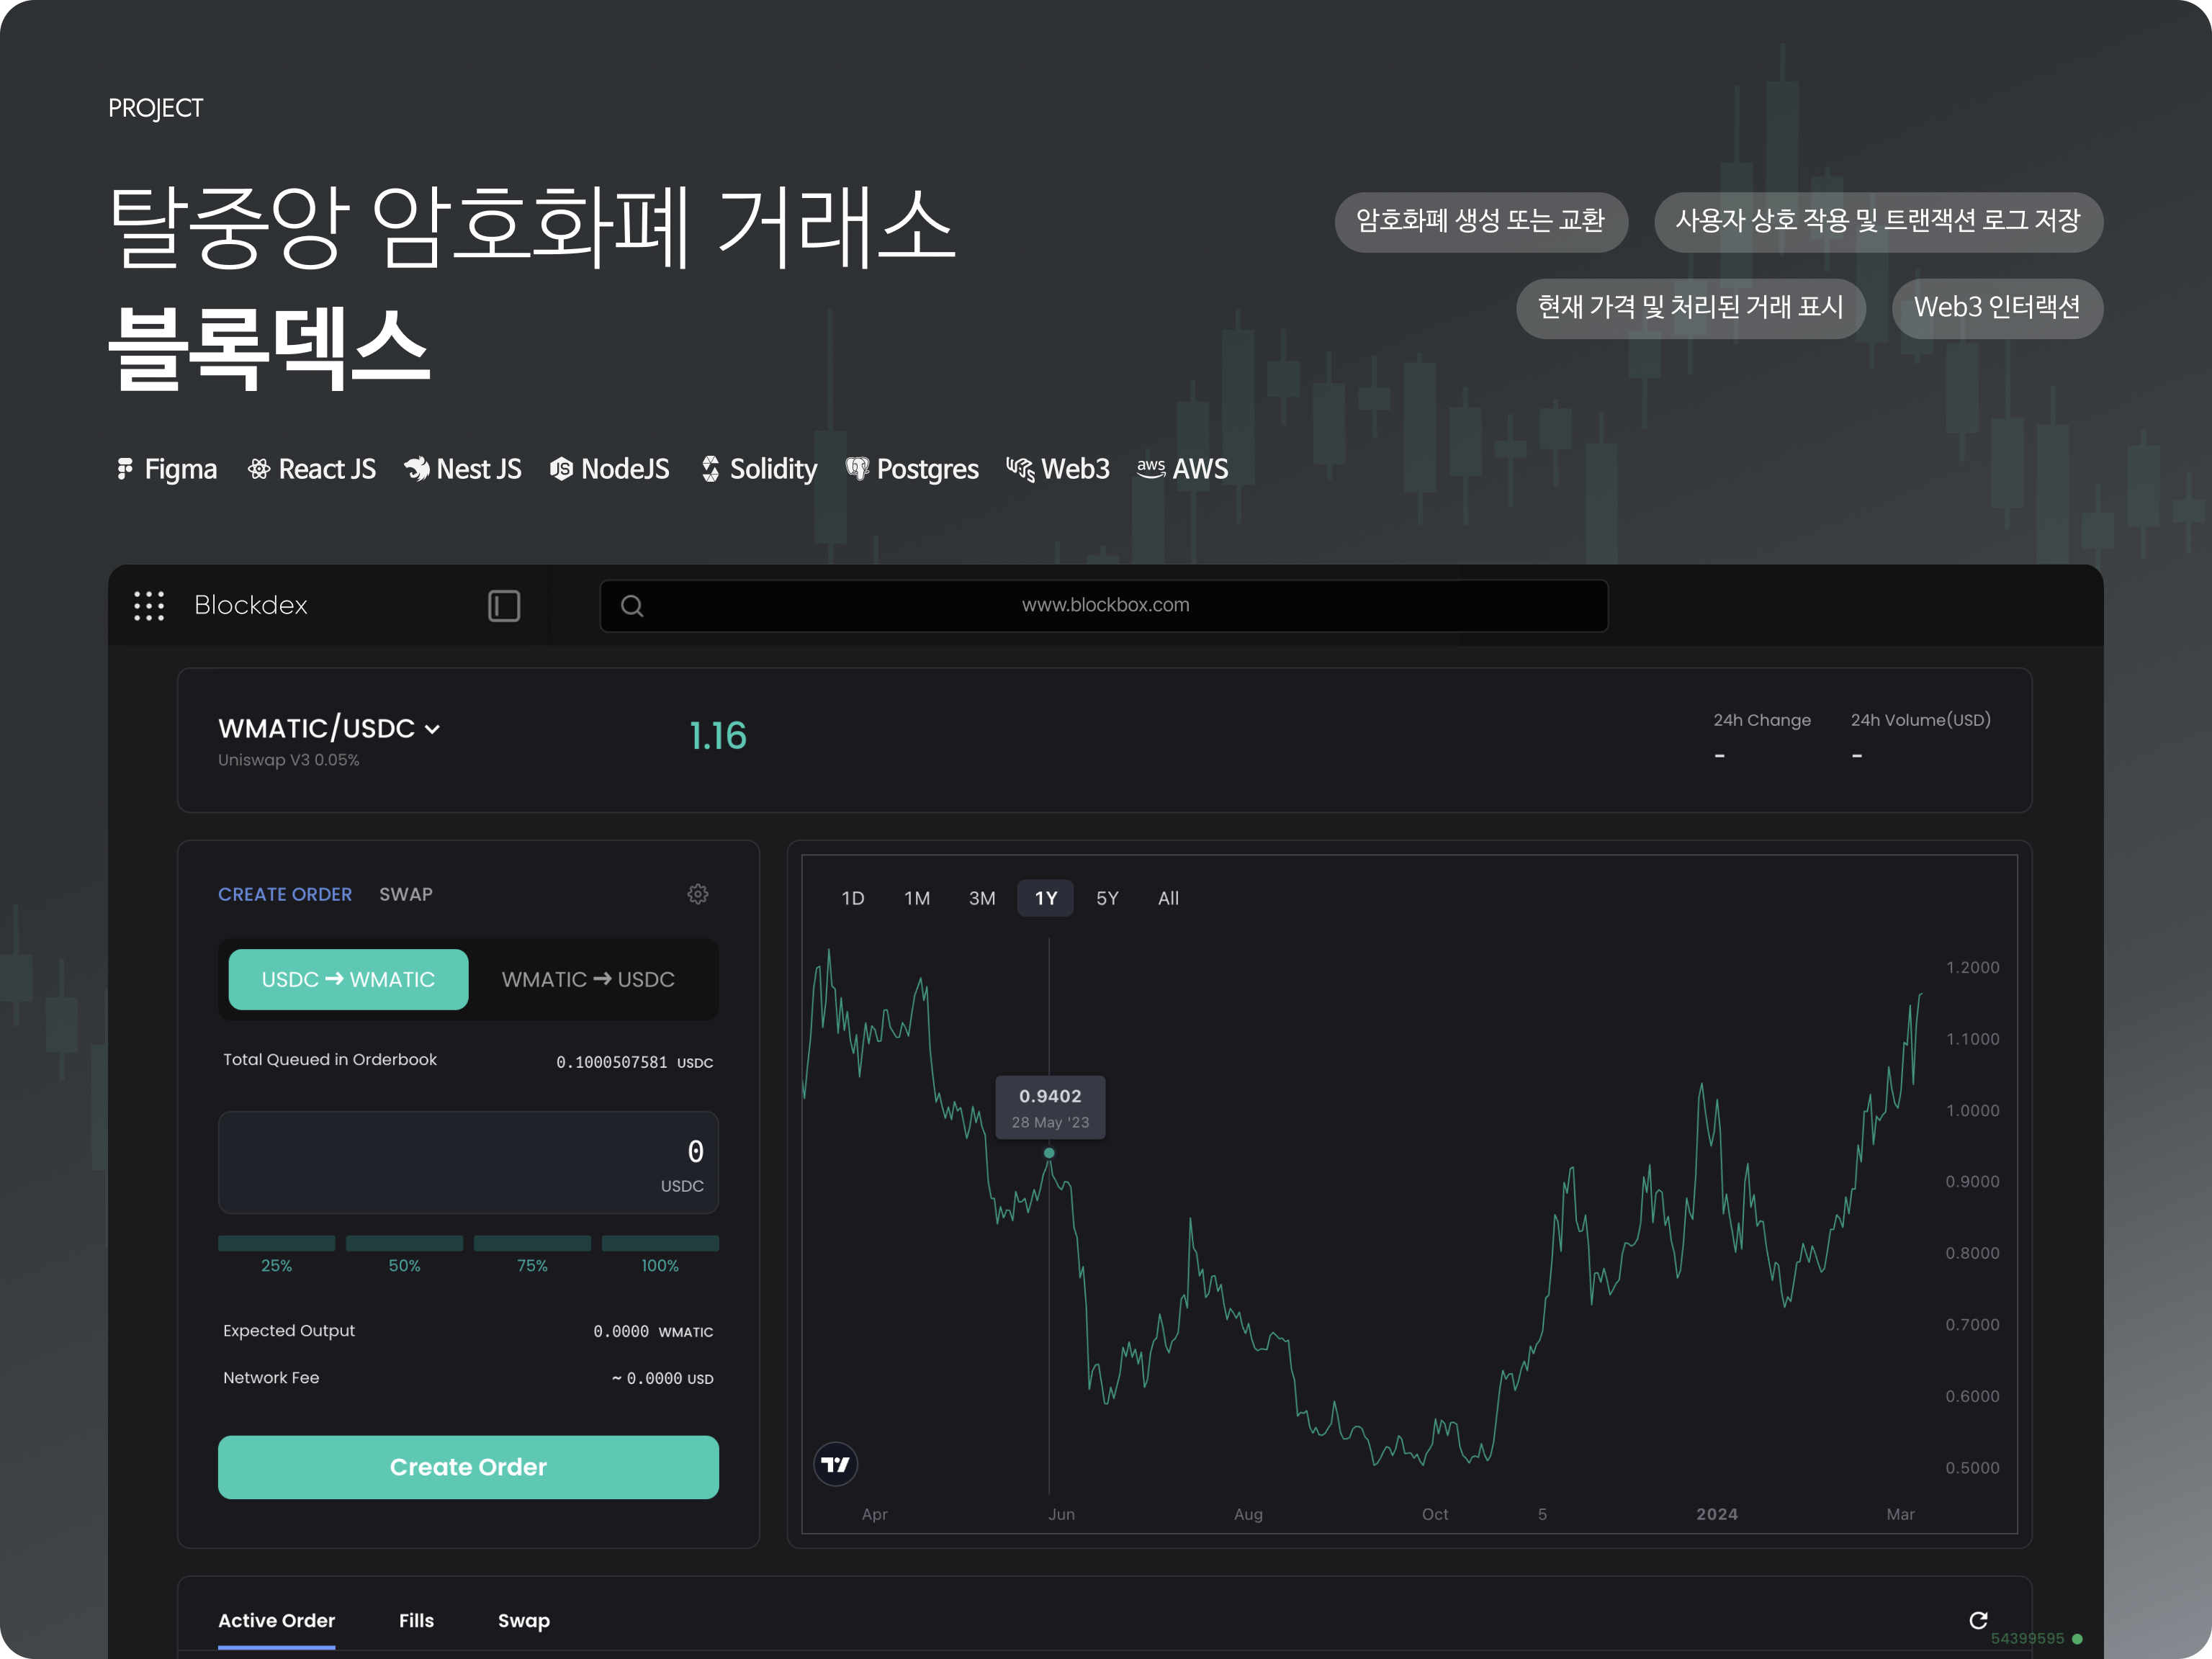 PROJECT
탈중앙 암호화폐 거래소
블록덱스
암호화폐 생성 또는 교환
사용자 상호 작용 및 트랜잭션 로그 저장
현재 가격 및 처리된 거래 표시
Web3 인터랙션
Figma React JS Nest JS NodeJS Solidity Postgres Web3 aws AWS
Blockdex
www.blockbox.com
WMATIC/USDC
Uniswap V3 0.05%
1.16
24h Change 24h Volume(USD)
- -
CREATE ORDER SWAP
USDC → WMATIC WMATIC → USDC
Total Queued in Orderbook 0.1000507581 USDC
0
USDC
25% 50% 75% 100%
Expected Output 0.0000 WMATIC
Network Fee ~ 0.0000 USD
Create Order
1D 1M 3M 1Y 5Y All
0.9402
28 May '23
1.2000
1.1000
1.0000
0.9000
0.8000
0.7000
0.6000
0.5000
Apr Jun Aug Oct 5 2024 Mar
Active Order Fills Swap
54399595